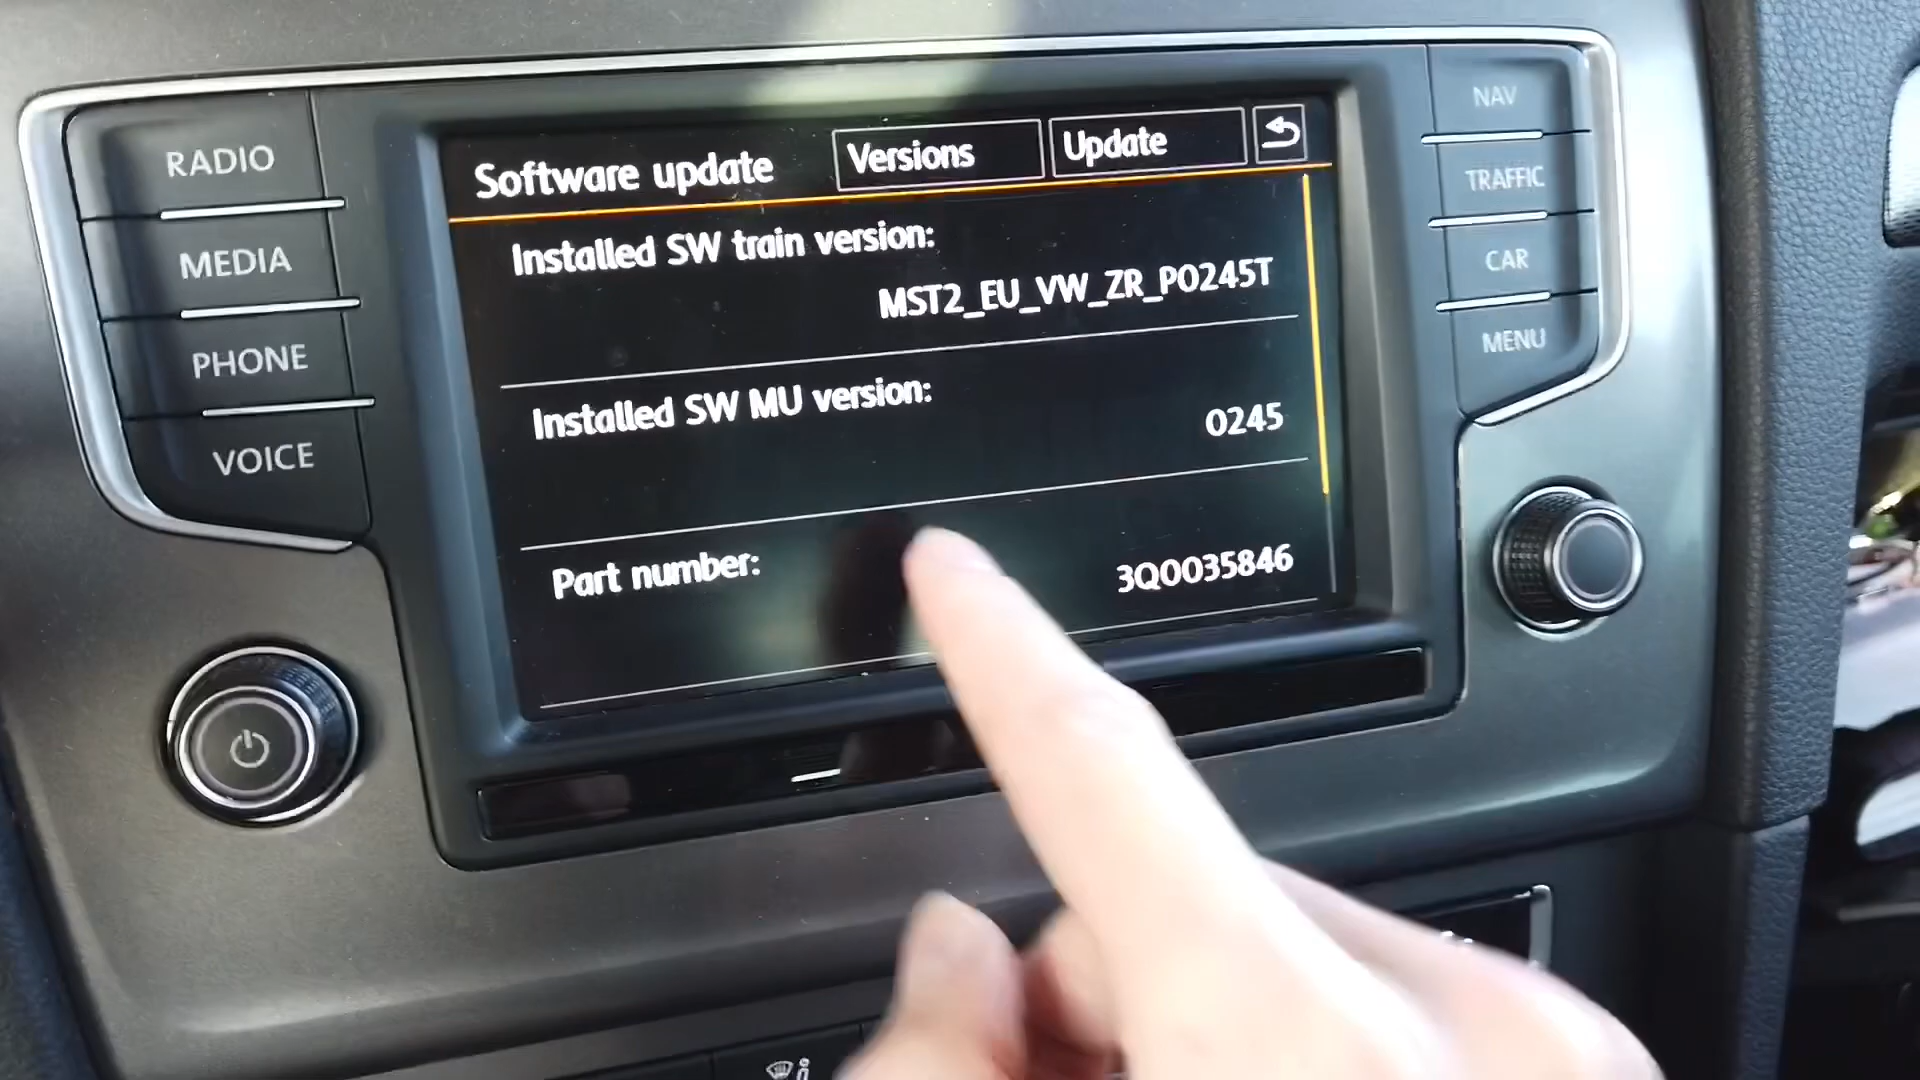 RADIO
MEDIA
PHONE
VOICE
Software update
Versions
Update
Installed SW train version:
MST2_EU_VW_ZR_P0245T
Installed SW MU version:
0245
Part number:
3Q0035846
NAV
TRAFFIC
CAR
MENU